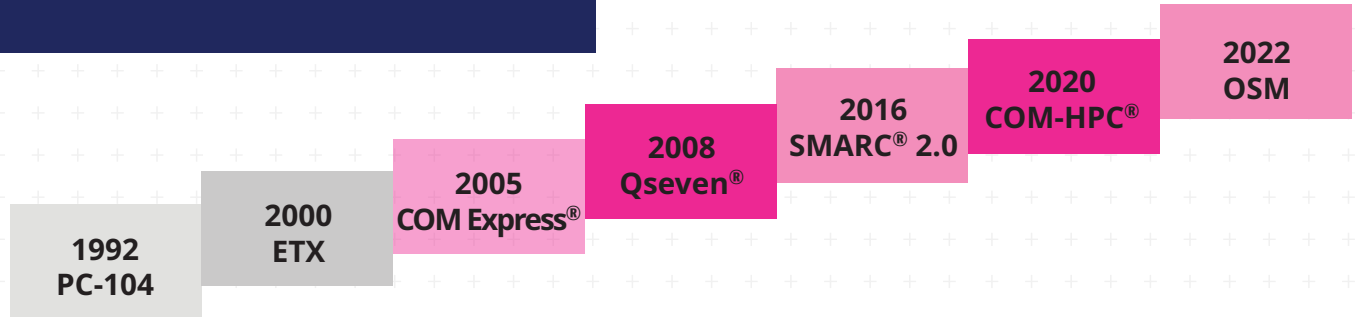 1992
PC-104
2000
ETX
2005
COM Express®
2008
Qseven®
2016
SMARC® 2.0
2020
COM-HPC®
2022
OSM